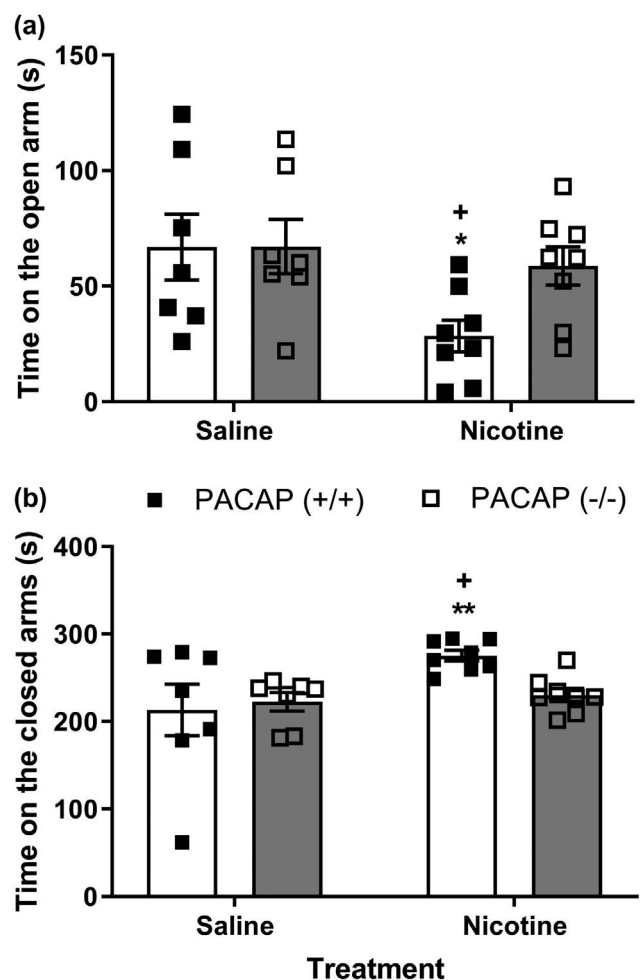 (a)
Time on the open arm (s)
150
100
50
0
+
*
Saline
Nicotine
(b)
PACAP (+/+)
PACAP (-/-)
Time on the closed arms (s)
400
300
200
100
0
+
**
Saline
Nicotine
Treatment